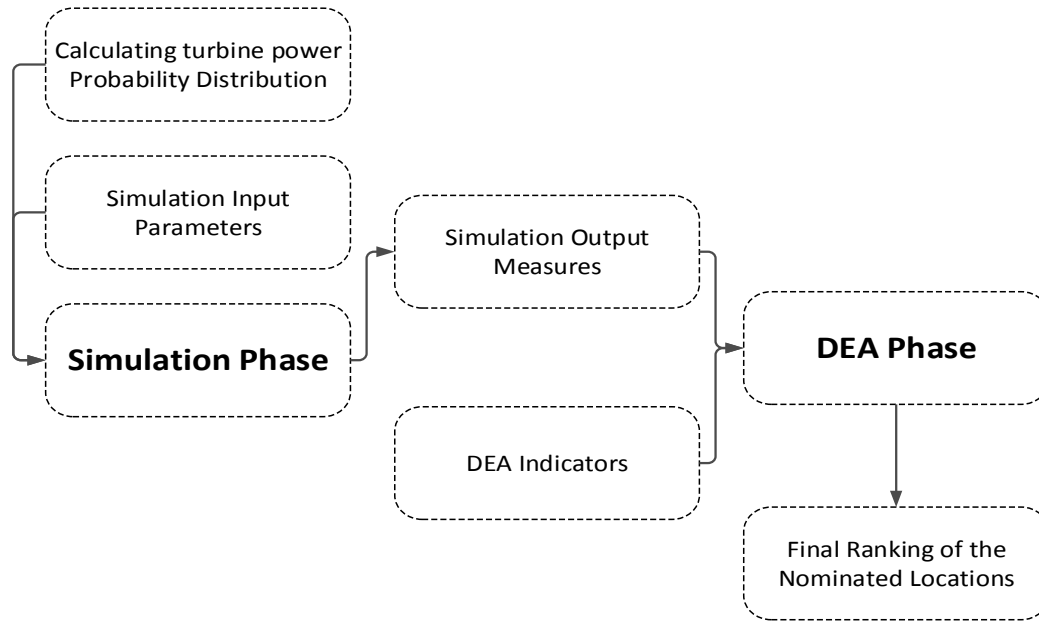 Calculating turbine power
Probability Distribution
Simulation Input
Parameters
Simulation Phase
Simulation Output
Measures
DEA Indicators
DEA Phase
Final Ranking of the
Nominated Locations